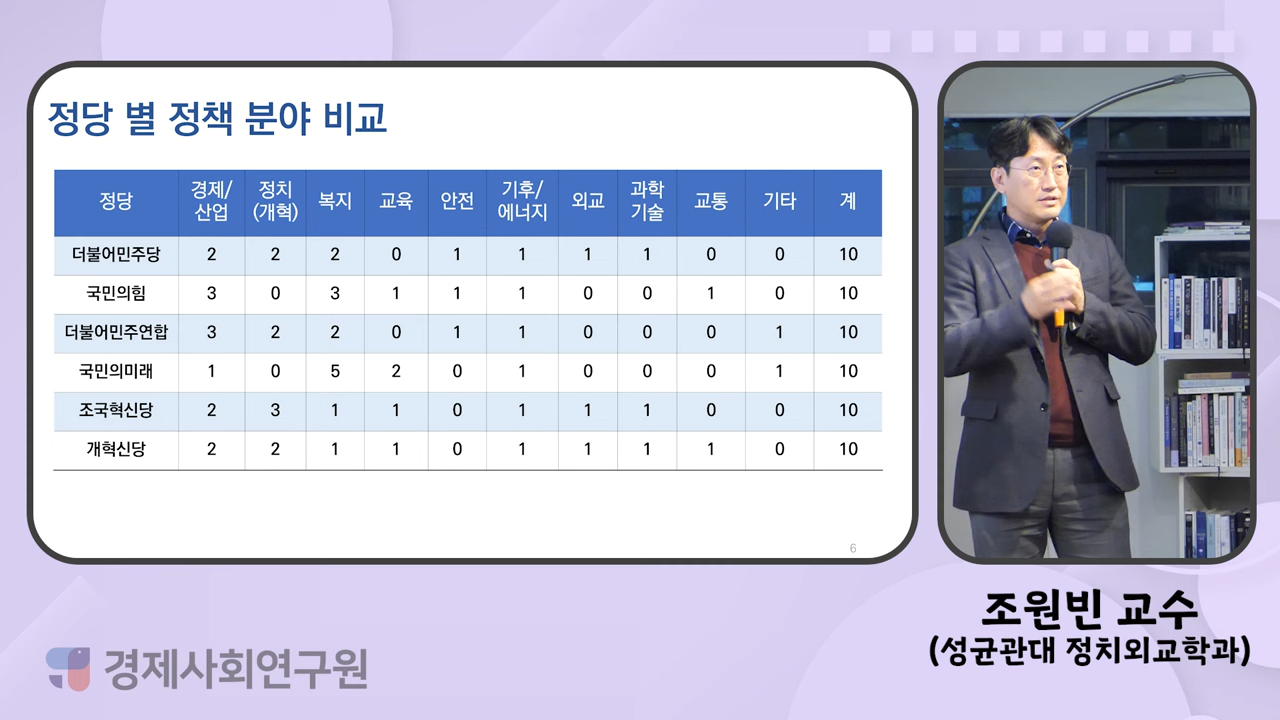 정당 별 정책 분야 비교
정당 경제/산업 정치(개혁) 복지 교육 안전 기후/에너지 외교 과학기술 교통 기타 계
더불어민주당 2 2 2 0 1 1 1 1 0 0 10
국민의힘 3 0 3 1 1 1 0 0 1 0 10
더불어민주연합 3 2 2 0 1 1 0 0 0 1 10
국민의미래 1 0 5 2 0 1 0 0 0 1 10
조국혁신당 2 3 1 1 0 1 1 1 0 0 10
개혁신당 2 2 1 1 0 1 1 1 1 0 10
6
조원빈 교수
(성균관대 정치외교학과)
경제사회연구원